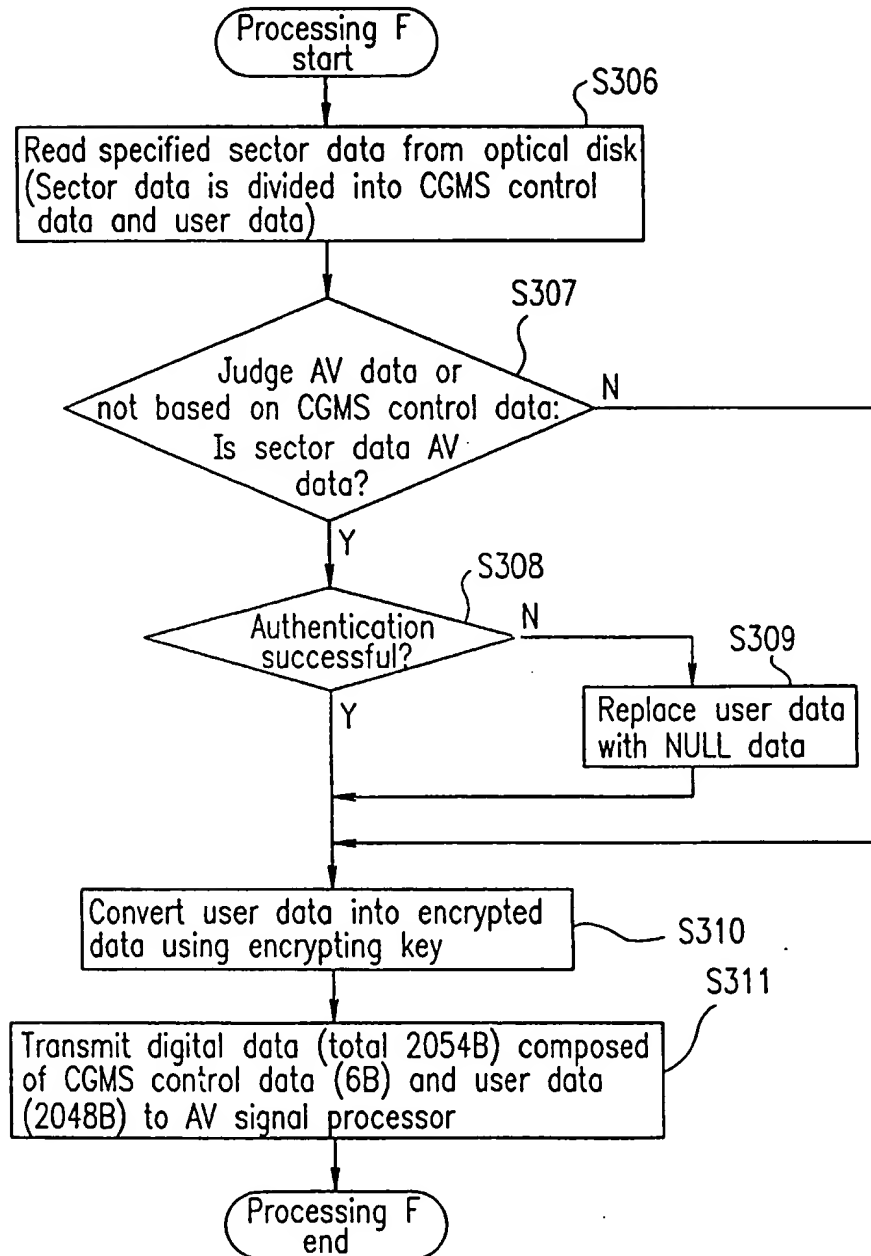 Processing F
start
S306
Read specified sector data from optical disk
(Sector data is divided into CGMS control
data and user data)
S307
Judge AV data or
not based on CGMS control data:
Is sector data AV
data?
N
Y
S308
Authentication
successful?
N
S309
Y
Replace user data
with NULL data
Convert user data into encrypted
data using encrypting key
S310
S311
Transmit digital data (total 2054B) composed
of CGMS control data (6B) and user data
(2048B) to AV signal processor
Processing F
end